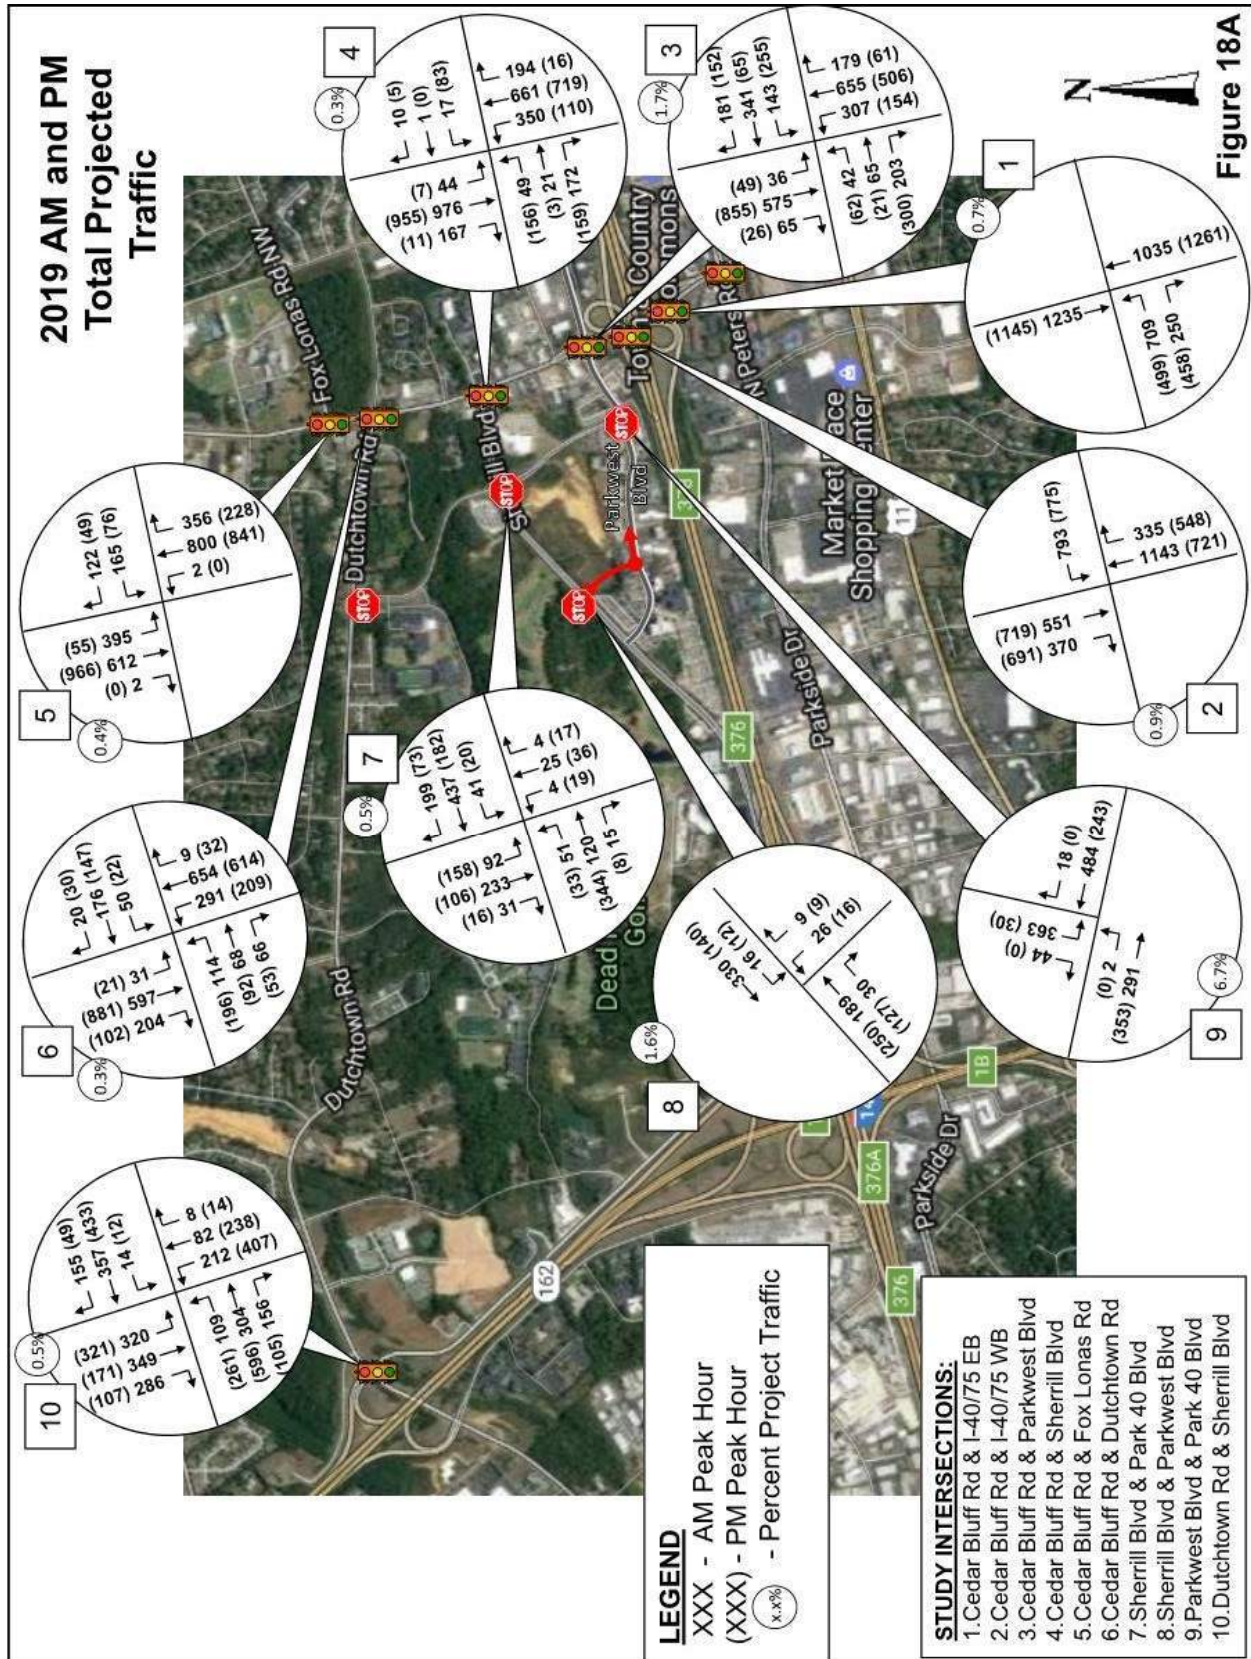 2019 AM and PM
Total Projected
Traffic
4
0.3%
10 (5)
1 (0)
17 (83)
194 (16)
661 (719)
350 (110)
(7) 44
(955) 976
(11) 167
(156) 49
(3) 21
(159) 172
3
1.7%
181 (152)
341 (65)
143 (255)
179 (61)
655 (506)
307 (154)
(49) 36
(855) 575
(26) 65
(62) 42
(21) 65
(300) 203
1
0.7%
(1145) 1235
1035 (1261)
(499) 709
(458) 250
N
Figure 18A
5
0.4%
122 (49)
165 (76)
356 (228)
800 (841)
2 (0)
(55) 395
(966) 612
(0) 2
6
0.3%
20 (30)
176 (147)
50 (22)
9 (32)
654 (614)
291 (209)
(21) 31
(881) 597
(102) 204
(196) 114
(92) 68
(53) 66
7
0.5%
199 (73)
437 (182)
41 (20)
4 (17)
25 (36)
4 (19)
(158) 92
(106) 233
(16) 31
(33) 51
(344) 120
(8) 15
8
1.6%
330 (140)
16 (12)
9 (9)
26 (16)
(250) 189
(127) 30
2
0.9%
793 (775)
335 (548)
1143 (721)
(719) 551
(691) 370
9
6.7%
18 (0)
484 (243)
363 (30)
44 (0)
(0) 2
(353) 291
10
0.5%
155 (49)
357 (433)
14 (12)
8 (14)
82 (238)
212 (407)
(321) 320
(171) 349
(107) 286
(261) 109
(596) 304
(105) 156
Fox Lonas Rd NW
Dutchtown Rd
Dutchtown Rd
Blvd
STOP
STOP
STOP
STOP
Parkwest
Blvd
Country
N Peters
Market Place
Shopping Center
11
Parkside Dr
Parkside Dr
Dead
376
376
376A
1B
162
LEGEND
XXX - AM Peak Hour
(XXX) - PM Peak Hour
x.x% - Percent Project Traffic
STUDY INTERSECTIONS:
1.Cedar Bluff Rd & I-40/75 EB
2.Cedar Bluff Rd & I-40/75 WB
3.Cedar Bluff Rd & Parkwest Blvd
4.Cedar Bluff Rd & Sherrill Blvd
5.Cedar Bluff Rd & Fox Lonas Rd
6.Cedar Bluff Rd & Dutchtown Rd
7.Sherrill Blvd & Park 40 Blvd
8.Sherrill Blvd & Parkwest Blvd
9.Parkwest Blvd & Park 40 Blvd
10.Dutchtown Rd & Sherrill Blvd